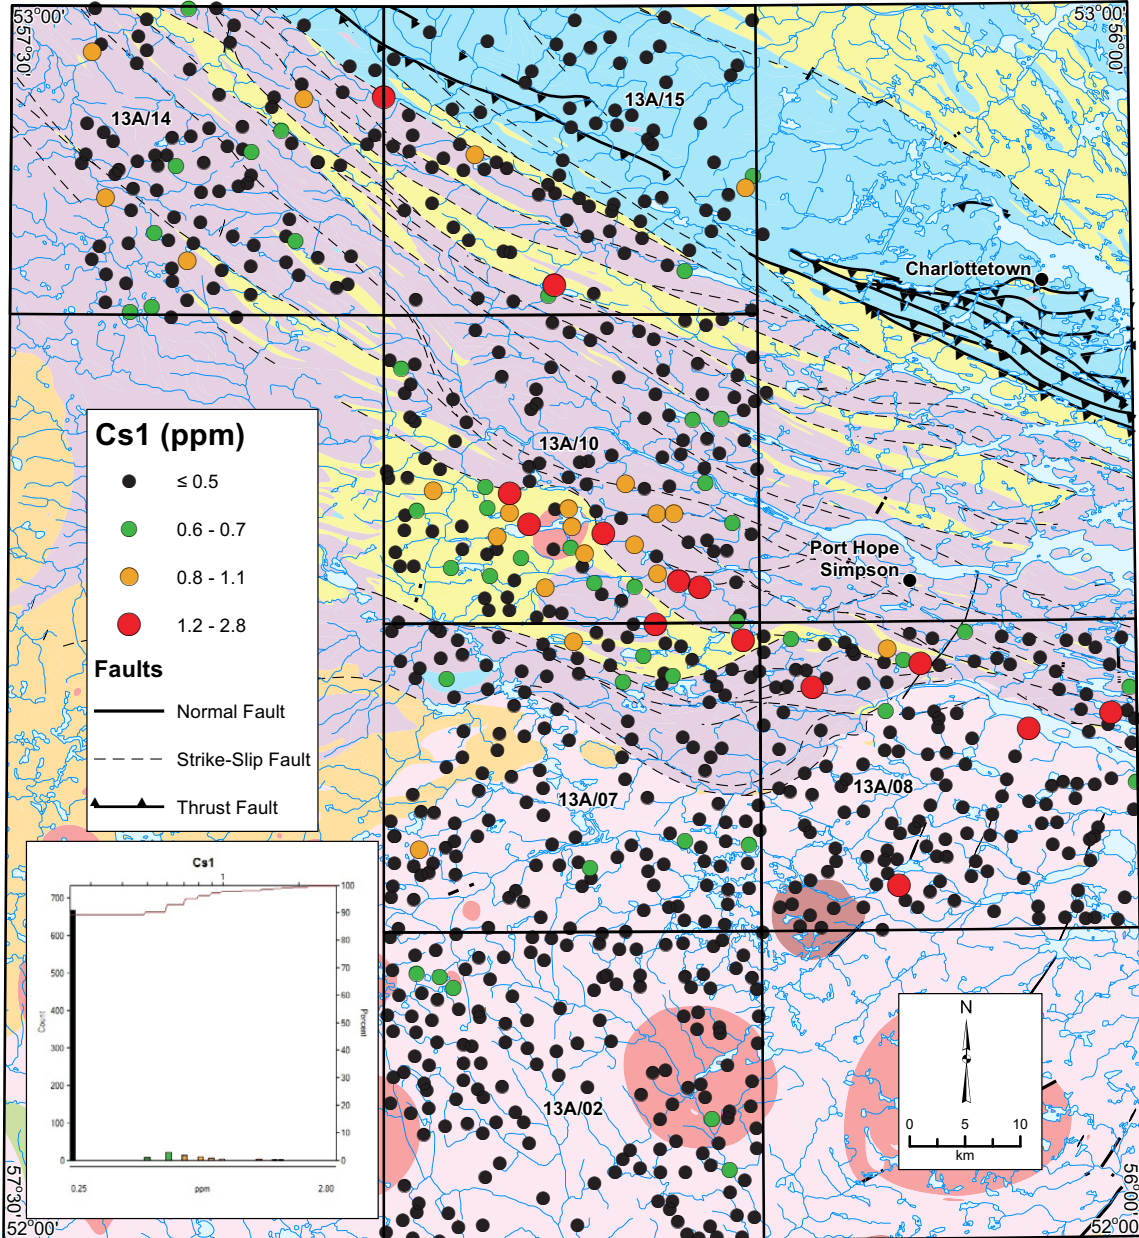 53°00'
57°30'
53°00'
56°00'
13A/14
13A/15
Charlottetown
13A/10
Port Hope
Simpson
Cs1 (ppm)
≤ 0.5
0.6 - 0.7
0.8 - 1.1
1.2 - 2.8
Faults
Normal Fault
Strike-Slip Fault
Thrust Fault
13A/07
13A/08
Cs1
1
700
600
500
400
300
200
100
0
Count
100
90
80
70
60
50
40
30
20
10
0
Percent
0.25
ppm
2.00
13A/02
N
0
5
10
km
57°30'
52°00'
56°00'
52°00'